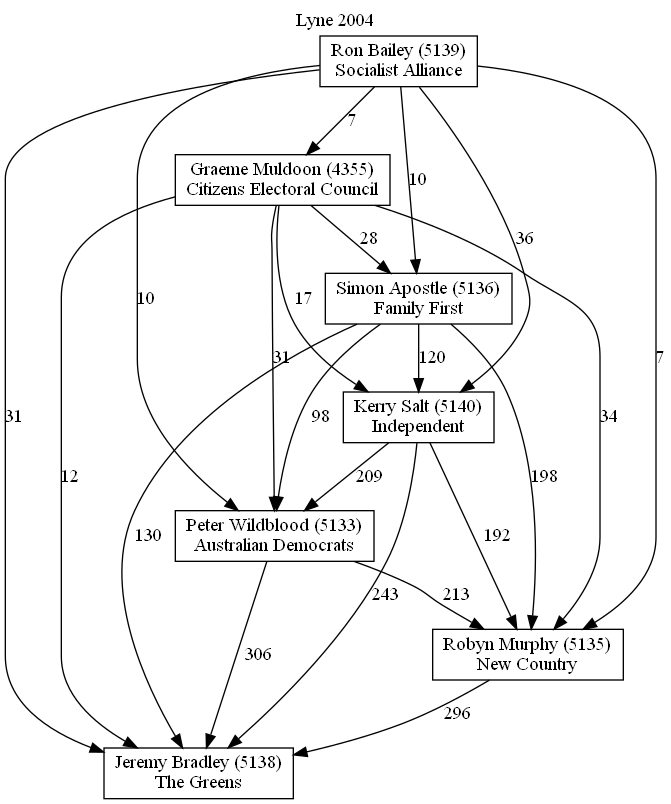 Lyne 2004
Ron Bailey (5139)
Socialist Alliance
7
Graeme Muldoon (4355)
Citizens Electoral Council
10
28
36
Simon Apostle (5136)
Family First
10
17
31
120
7
Kerry Salt (5140)
Independent
31
98
34
12
209
198
Peter Wildblood (5133)
Australian Democrats
130
192
243
213
306
Robyn Murphy (5135)
New Country
296
Jeremy Bradley (5138)
The Greens